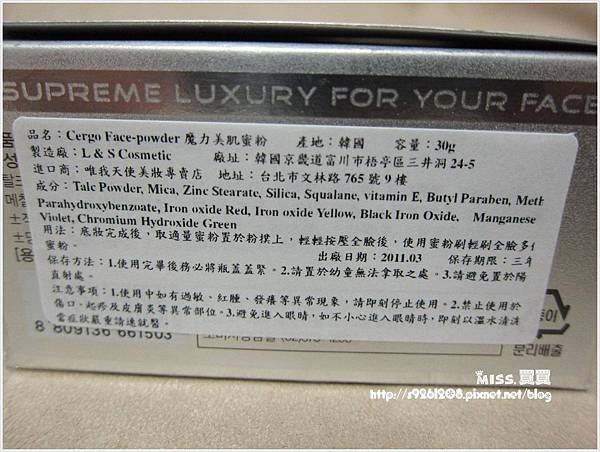 SUPREME LUXURY FOR YOUR FACE
品名：Cergo Face-powder 魔力美肌蜜粉 產地：韓國 容量：30g
製造廠：L & S Cosmetic 廠址：韓國京畿道富川市梧亭區三井洞 24-5
進口商：唯我天使美妝專賣店 地址：台北市文林路 765 號 9 樓
成分：Talc Powder, Mica, Zinc Stearate, Silica, Squalane, vitamin E, Butyl Paraben, Meth
Parahydroxybenzoate, Iron oxide Red, Iron oxide Yellow, Black Iron Oxide, Manganese
Violet, Chromium Hydroxide Green
用法：底妝完成後，取適量蜜粉置於粉撲上，輕輕按壓全臉後，使用蜜粉刷輕刷全臉多
蜜粉。 出廠日期：2011.03 保存期限：三年
保存方法：1.使用完畢後務必將瓶蓋蓋緊。2.請置於幼童無法拿取之處。3.請避免置於陽
直射處。
注意事項：1.使用中如有過敏、紅腫、發癢等異常現象，請即刻停止使用。2.禁止使用於
傷口、起疹及皮膚炎等異常部位。3.避免進入眼睛，如不小心進入眼睛時，即刻以溫水清洗
當症狀嚴重請速就醫。
8 809136 661503
분리배출
MISS.買買
http://s9261208.pixnet.net/blog